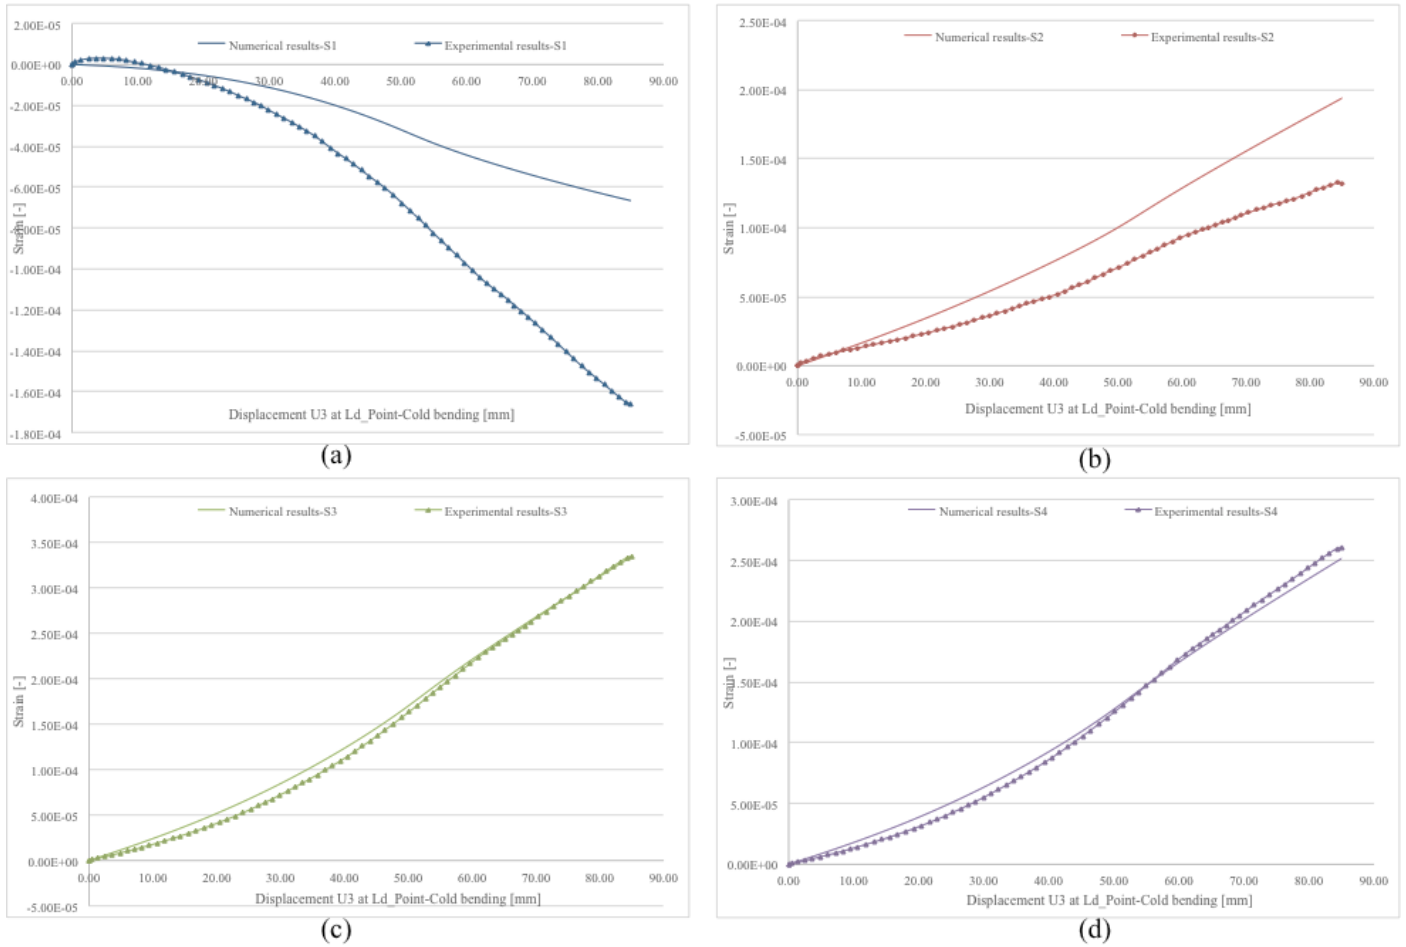 2.00E-05
Numerical results-S1 Experimental results-S1
0.00E+00
0.00 10.00 20.00 30.00 40.00 50.00 60.00 70.00 80.00 90.00
-2.00E-05
-4.00E-05
-6.00E-05
-8.00E-05
-1.00E-04
-1.20E-04
-1.40E-04
-1.60E-04
-1.80E-04
Strain [-]
Displacement U3 at Ld_Point-Cold bending [mm]
(a)
2.50E-04
Numerical results-S2 Experimental results-S2
2.00E-04
1.50E-04
1.00E-04
5.00E-05
0.00E+00
-5.00E-05
0.00 10.00 20.00 30.00 40.00 50.00 60.00 70.00 80.00 90.00
Strain [-]
Displacement U3 at Ld_Point-Cold bending [mm]
(b)
4.00E-04
Numerical results-S3 Experimental results-S3
3.50E-04
3.00E-04
2.50E-04
2.00E-04
1.50E-04
1.00E-04
5.00E-05
0.00E+00
-5.00E-05
0.00 10.00 20.00 30.00 40.00 50.00 60.00 70.00 80.00 90.00
Strain [-]
Displacement U3 at Ld_Point-Cold bending [mm]
(c)
3.00E-04
Numerical results-S4 Experimental results-S4
2.50E-04
2.00E-04
1.50E-04
1.00E-04
5.00E-05
0.00E+00
0.00 10.00 20.00 30.00 40.00 50.00 60.00 70.00 80.00 90.00
Strain [-]
Displacement U3 at Ld_Point-Cold bending [mm]
(d)